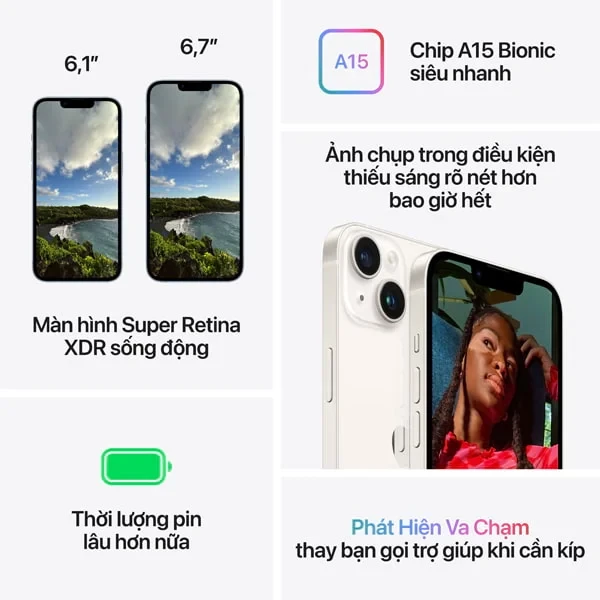 6,1”
6,7”
Màn hình Super Retina
XDR sống động
A15
Chip A15 Bionic
siêu nhanh
Ảnh chụp trong điều kiện
thiếu sáng rõ nét hơn
bao giờ hết
Thời lượng pin
lâu hơn nữa
Phát Hiện Va Chạm
thay bạn gọi trợ giúp khi cần kíp